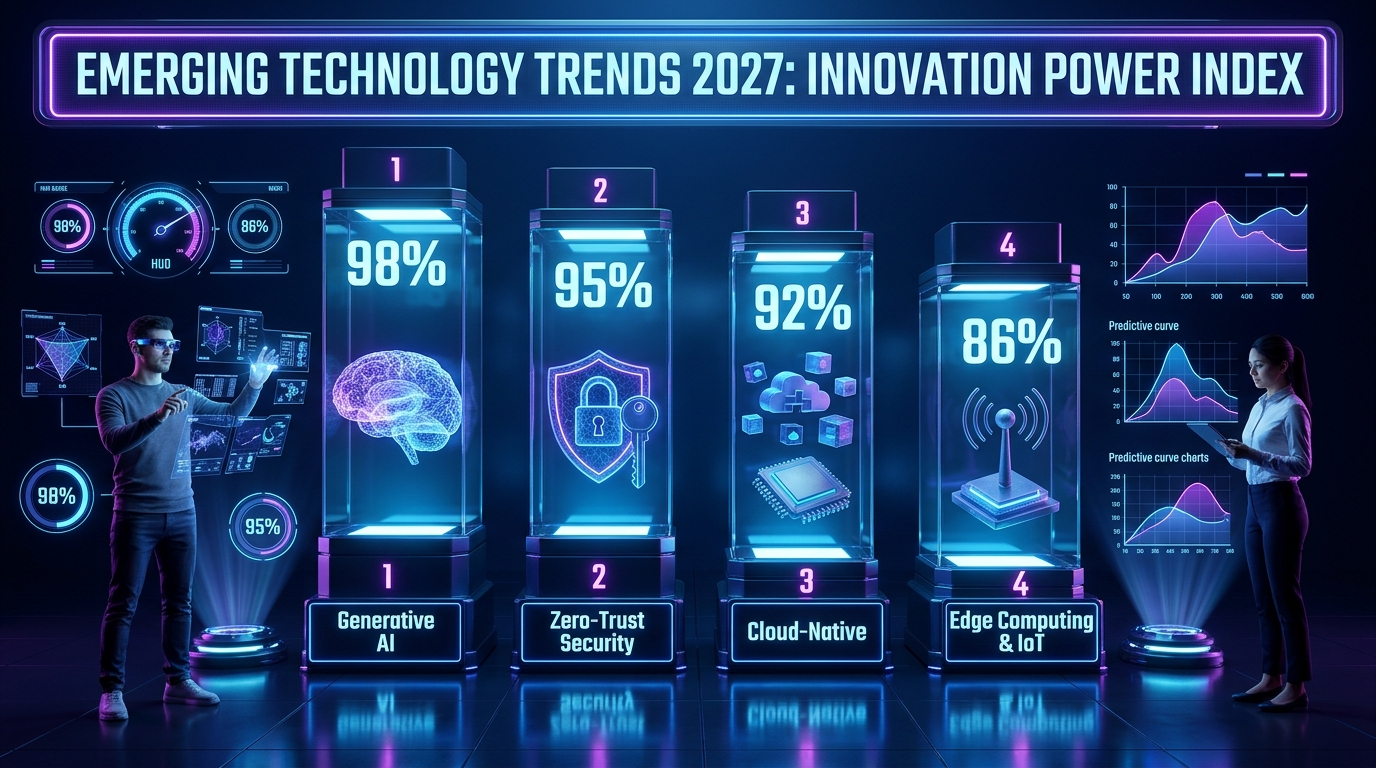 EMERGING TECHNOLOGY TRENDS 2027: INNOVATION POWER INDEX
98%
86%
HUD
98%
95%
1
98%
1
Generative
AI
2
95%
2
Zero-Trust
Security
3
92%
3
Cloud-Native
4
86%
4
Edge Computing
& IoT
100
80
60
40
20
0
50 100 200 300 400 500 600
Predictive curve
Predictive curve charts